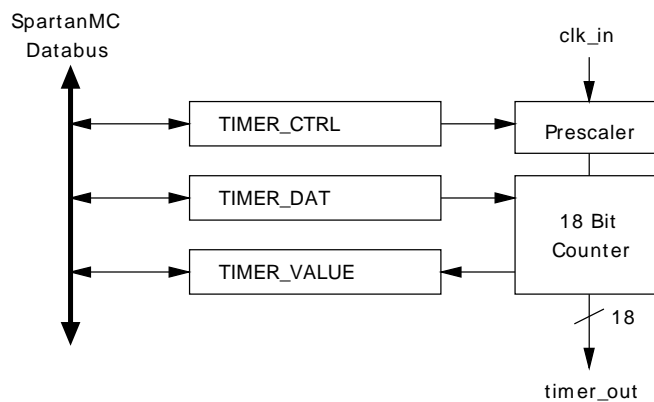 SpartanMC
Databus
clk_in
TIMER_CTRL
Prescaler
TIMER_DAT
18 Bit
Counter
TIMER_VALUE
18
timer_out